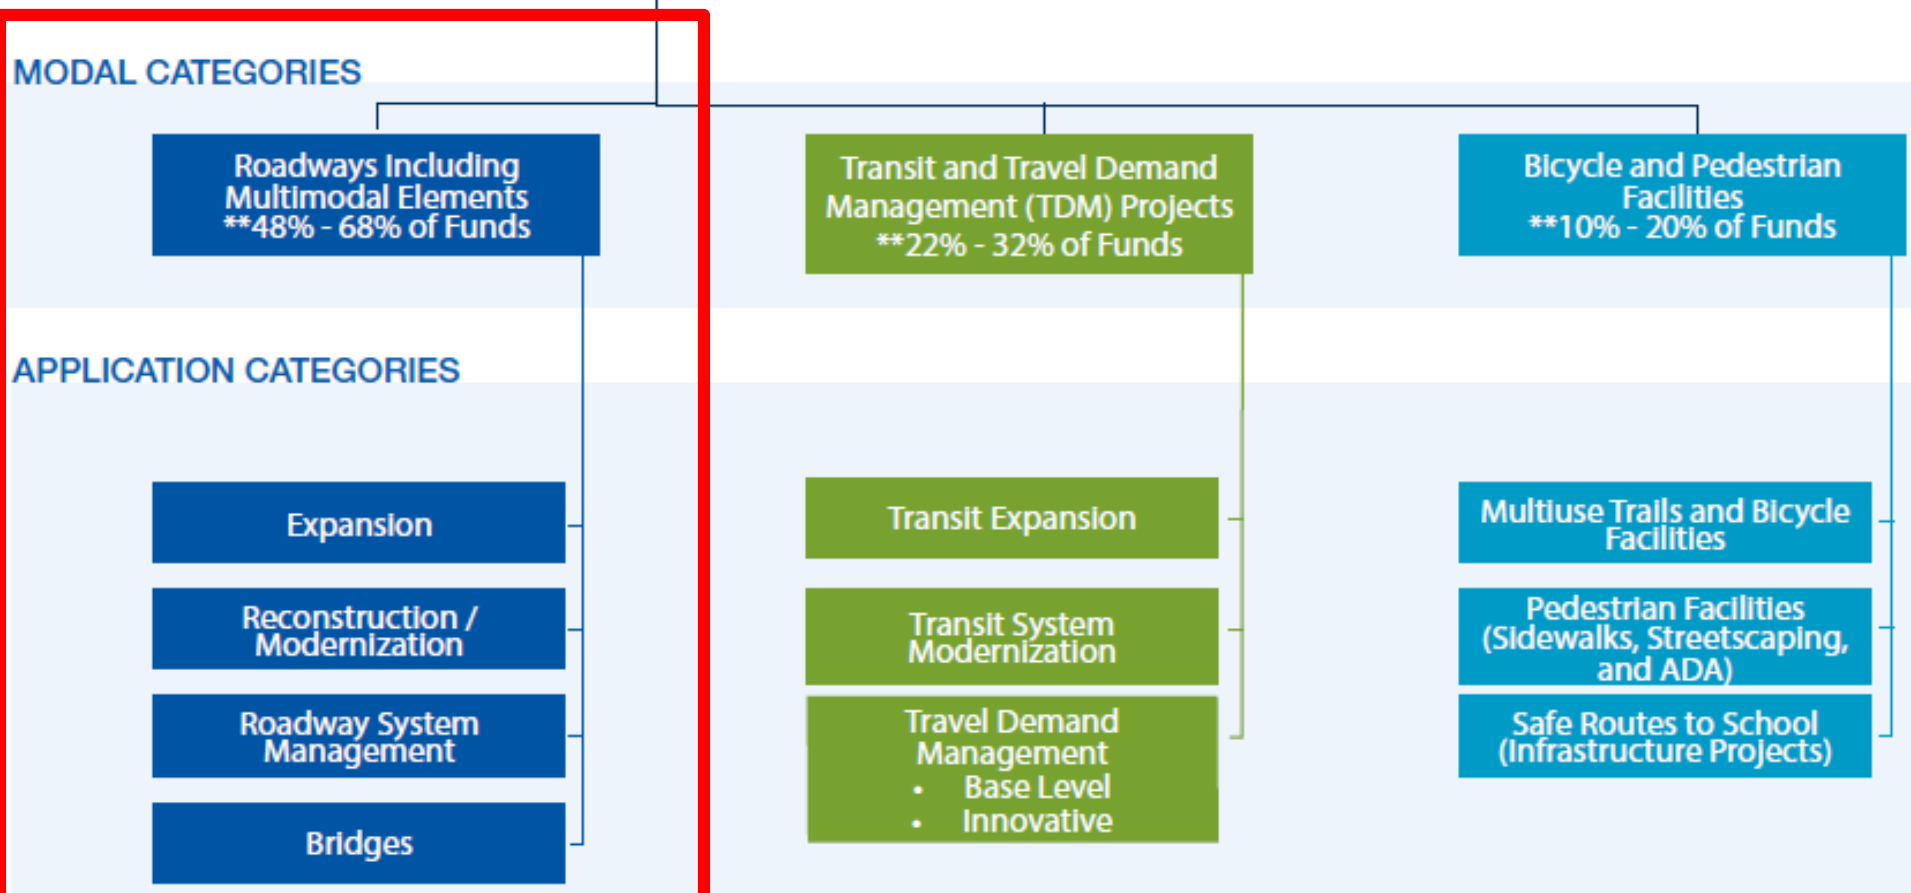 MODAL CATEGORIES
Roadways Including
Multimodal Elements
**48% - 68% of Funds
Transit and Travel Demand
Management (TDM) Projects
**22% - 32% of Funds
Bicycle and Pedestrian
Facilities
**10% - 20% of Funds
APPLICATION CATEGORIES
Expansion
Reconstruction /
Modernization
Roadway System
Management
Bridges
Transit Expansion
Transit System
Modernization
Travel Demand
Management
• Base Level
• Innovative
Multiuse Trails and Bicycle
Facilities
Pedestrian Facilities
(Sidewalks, Streetscaping,
and ADA)
Safe Routes to School
(Infrastructure Projects)